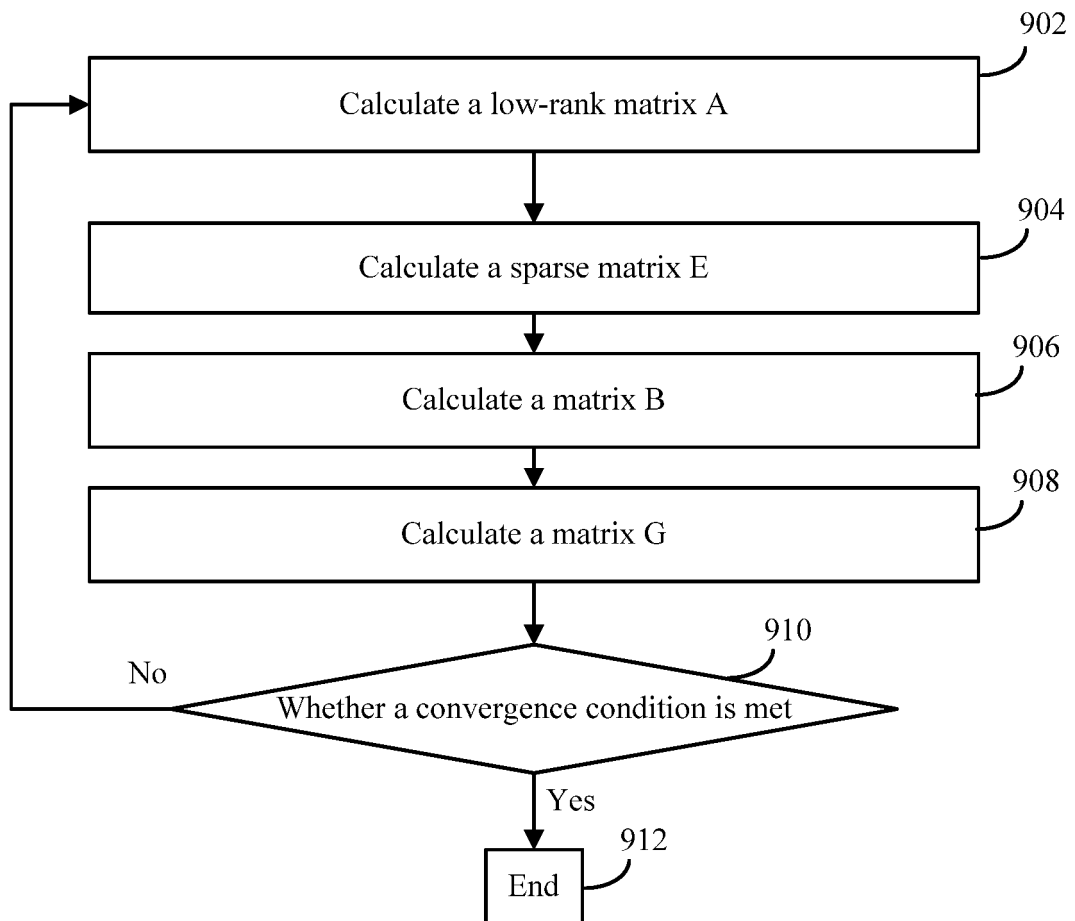 902
Calculate a low-rank matrix A
904
Calculate a sparse matrix E
906
Calculate a matrix B
908
Calculate a matrix G
910
No
Whether a convergence condition is met
Yes
912
End